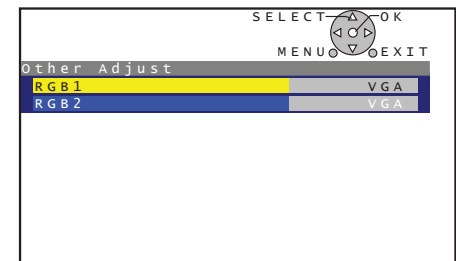 SELECT OK
MENU EXIT
Other Adjust
RGB1 VGA
RGB2 VGA